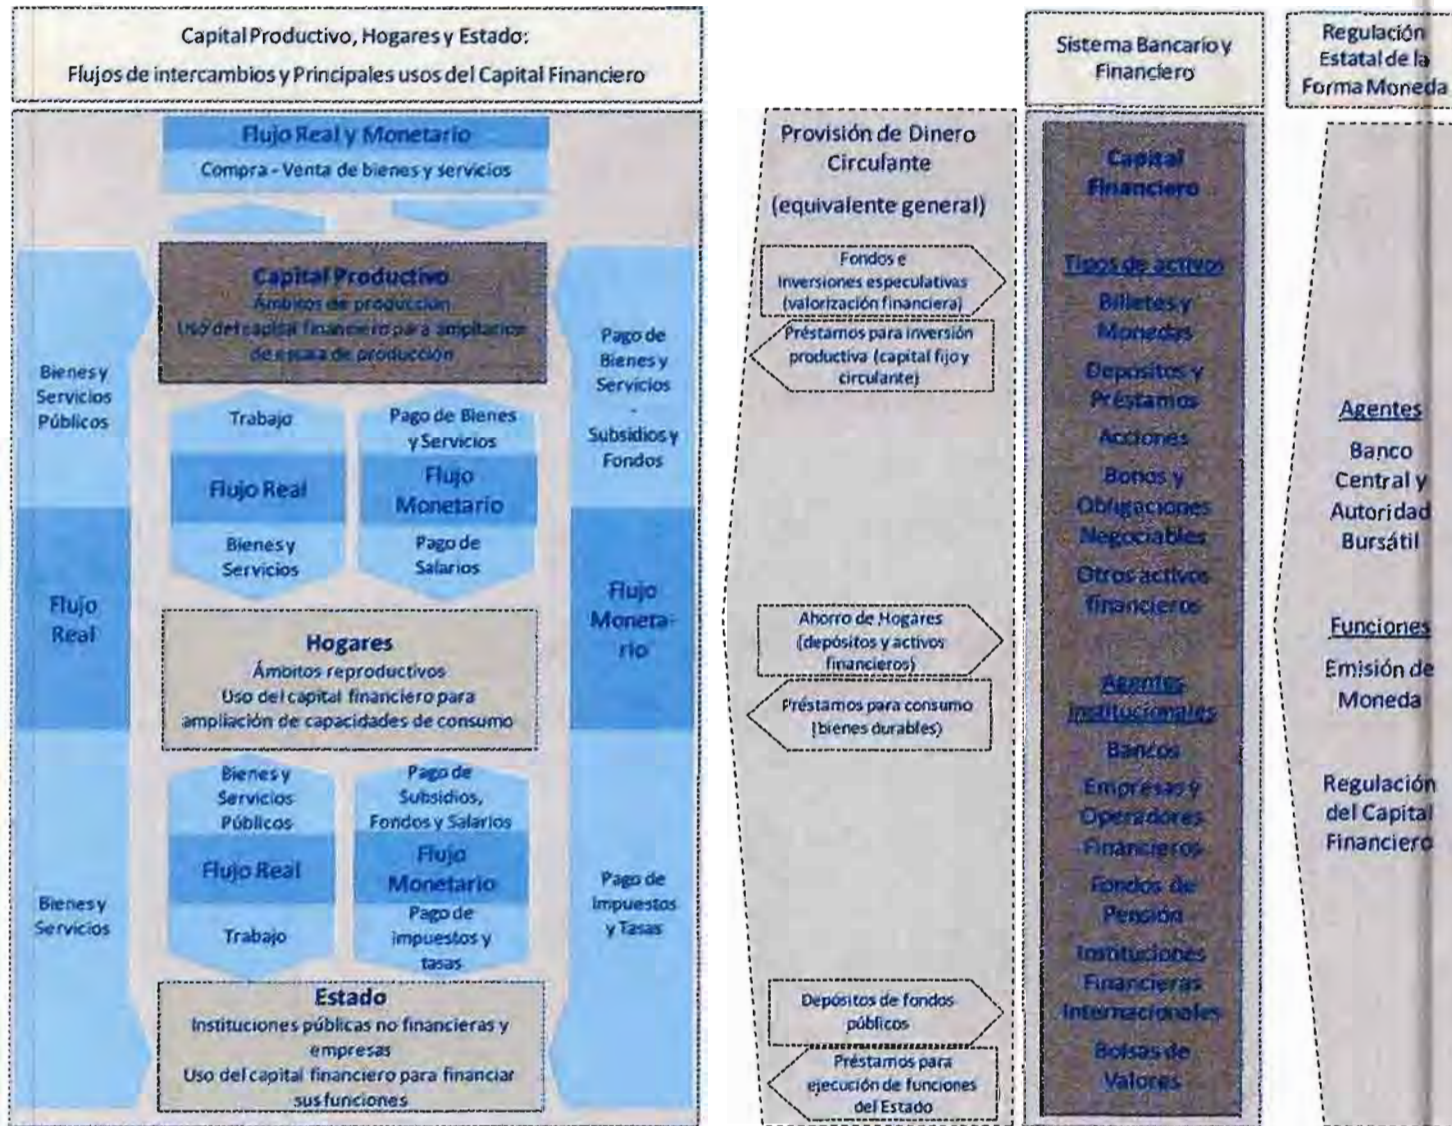 Capital Productivo, Hogares y Estado:
Flujos de intercambios y Principales usos del Capital Financiero
Sistema Bancario y
Financiero
Regulación
Estatal de la
Forma Moneda
Flujo Real y Monetario
Compra - Venta de bienes y servicios
Capital Productivo
Ámbitos de producción
Uso del capital financiero para ampliación
de escala de producción
Bienes y
Servicios
Públicos
Flujo
Real
Bienes y
Servicios
Trabajo
Flujo Real
Bienes y
Servicios
Pago de Bienes
y Servicios
Flujo
Monetario
Pago de
Salarios
Pago de
Bienes y
Servicios
-
Subsidios y
Fondos
Flujo
Moneta-
rio
Pago de
Impuestos
y Tasas
Hogares
Ámbitos reproductivos
Uso del capital financiero para
ampliación de capacidades de consumo
Bienes y
Servicios
Públicos
Flujo Real
Trabajo
Pago de
Subsidios,
Fondos y Salarios
Flujo
Monetario
Pago de
impuestos y
tasas
Estado
Instituciones públicas no financieras y
empresas
Uso del capital financiero para financiar
sus funciones
Provisión de Dinero
Circulante
(equivalente general)
Fondos e
Inversiones especulativas
(valorización financiera)
Préstamos para inversión
productiva (capital fijo y
circulante)
Ahorro de Hogares
(depósitos y activos
financieros)
Préstamos para consumo
(bienes durables)
Depósitos de fondos
públicos
Préstamos para
ejecución de funciones
del Estado
Capital
Financiero
Tipos de activos
Billetes y
Monedas
Depósitos y
Préstamos
Acciones
Bonos y
Obligaciones
Negociables
Otros activos
financieros
Agentes
institucionales
Bancos
Empresas y
Operadores
Financieros
Fondos de
Pensión
Instituciones
Financieras
Internacionales
Bolsas de
Valores
Agentes
Banco
Central y
Autoridad
Bursátil
Funciones
Emisión de
Moneda
Regulación
del Capital
Financiero